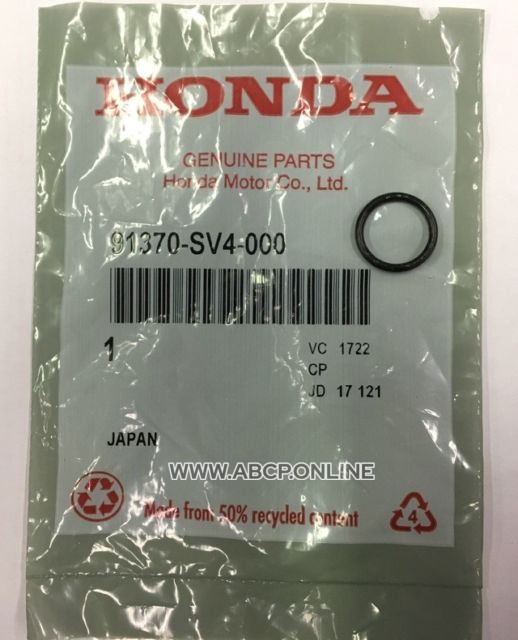 HONDA
GENUINE PARTS
Honda Motor Co., Ltd.
91370-SV4-000
1
VC 1722
CP
JD 17 121
JAPAN
WWW.ABCP.ONLINE
Made from 50% recycled content
4